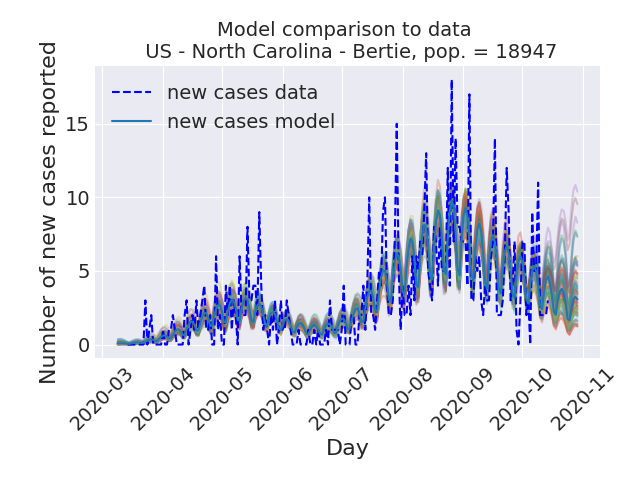 Model comparison to data
US - North Carolina - Bertie, pop. = 18947
new cases data
new cases model
Number of new cases reported
15
10
5
0
2020-03
2020-04
2020-05
2020-06
2020-07
2020-08
2020-09
2020-10
2020-11
Day